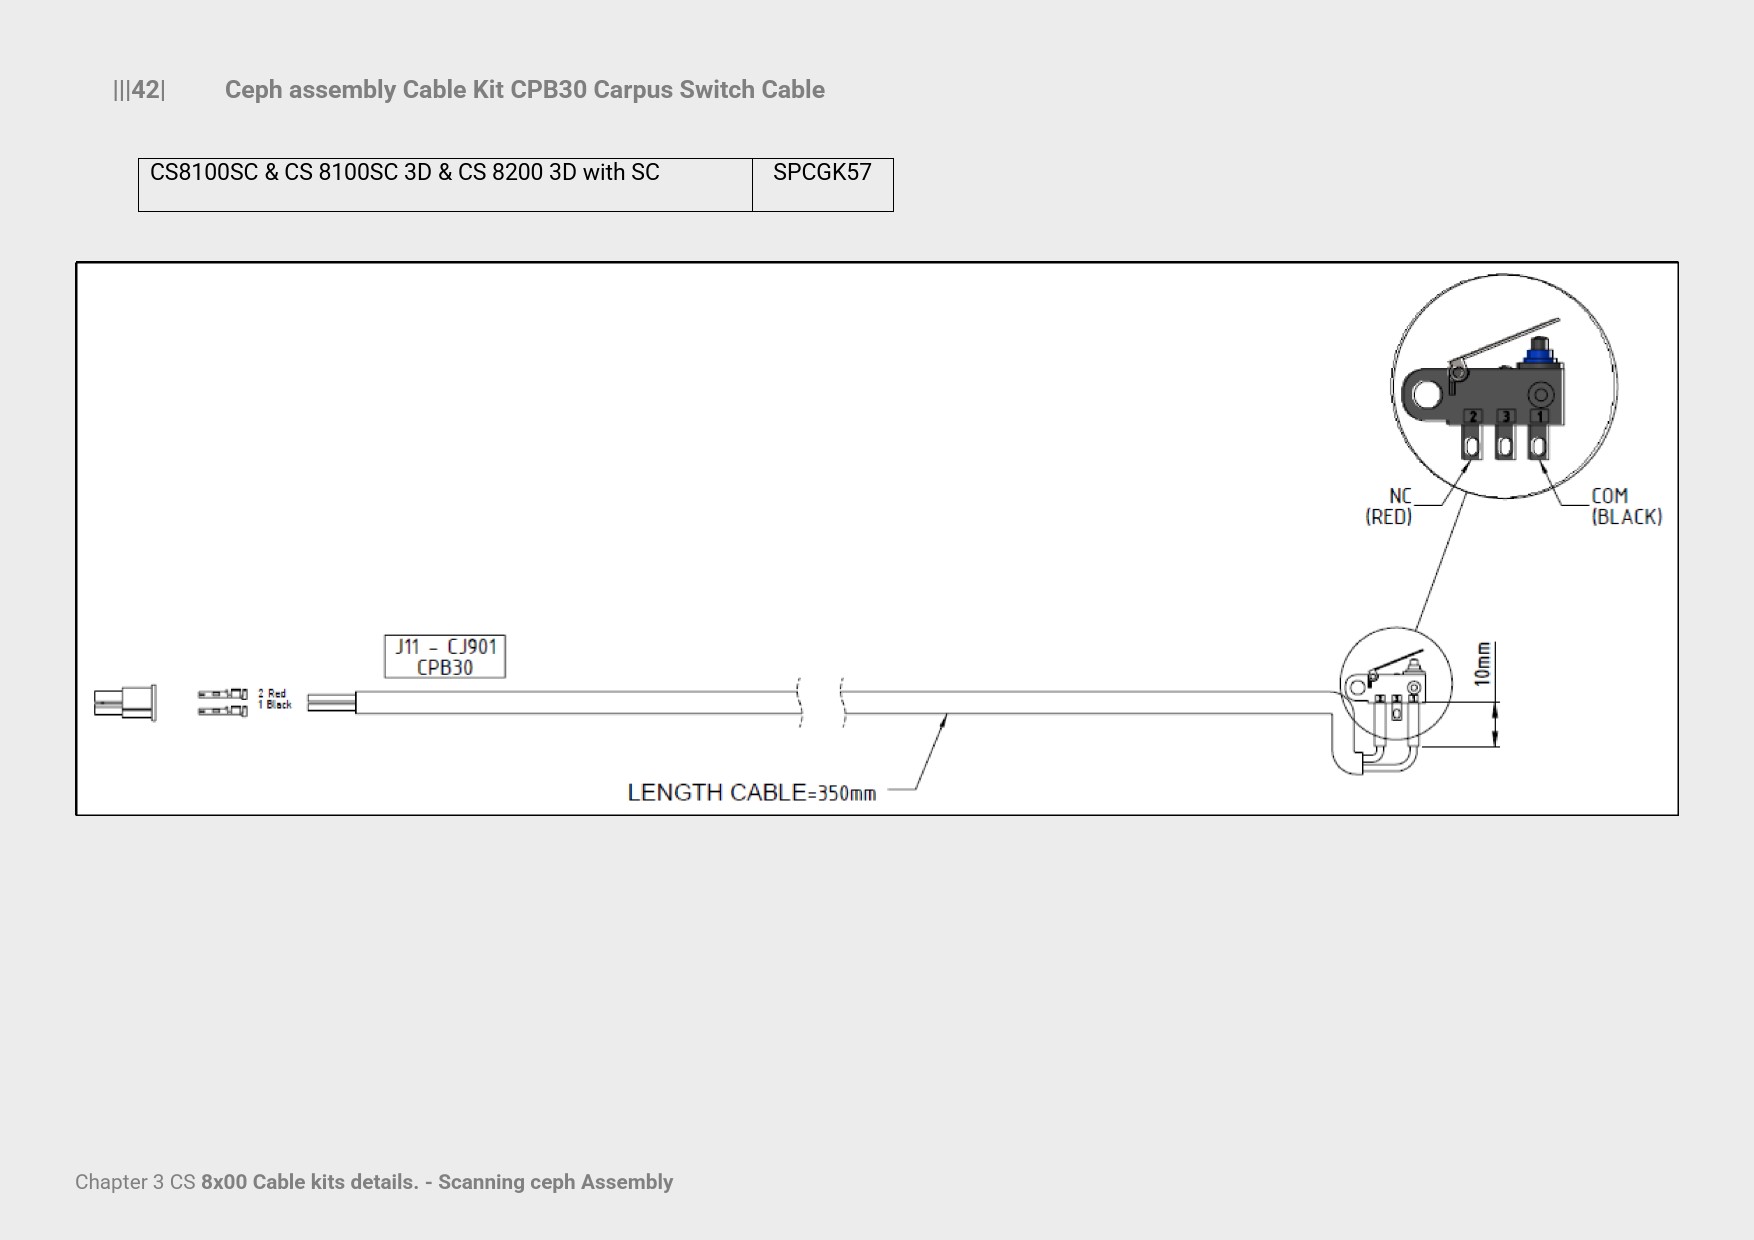 |||42| Ceph assembly Cable Kit CPB30 Carpus Switch Cable
CS8100SC & CS 8100SC 3D & CS 8200 3D with SC SPCGK57
2 3 1
NC
(RED)
COM
(BLACK)
J11 - CJ901
CPB30
10mm
2 Red
1 Black
LENGTH CABLE=350mm
Chapter 3 CS 8x00 Cable kits details. - Scanning ceph Assembly